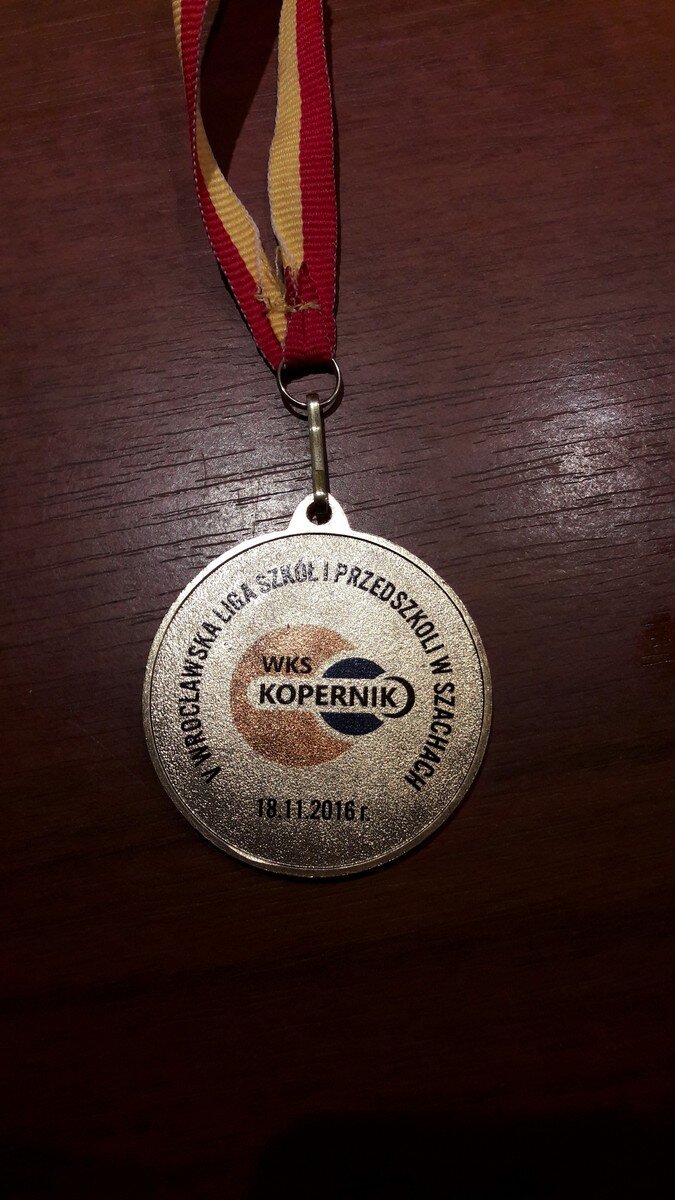 V WROCŁAWSKA LIGA SZKÓŁ I PRZEDSZKOLI W SZACHACH
WKS
KOPERNIK
18.11.2016 r.